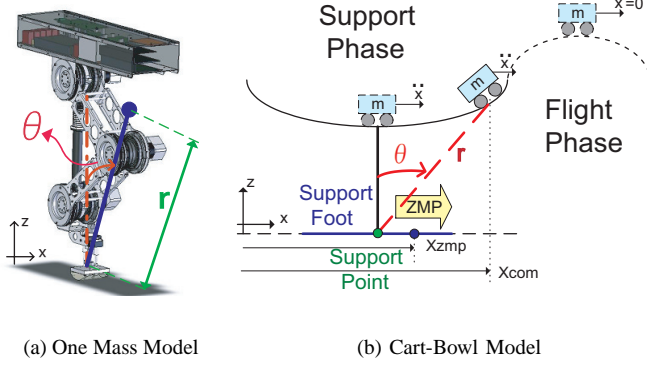 θ
r
z
x
Support
Phase
m
ẍ
m
ẍ
m
ẍ=0
Flight
Phase
θ
r
z
x
Support
Foot
ZMP
Xzmp
Support
Point
Xcom
(a) One Mass Model
(b) Cart-Bowl Model